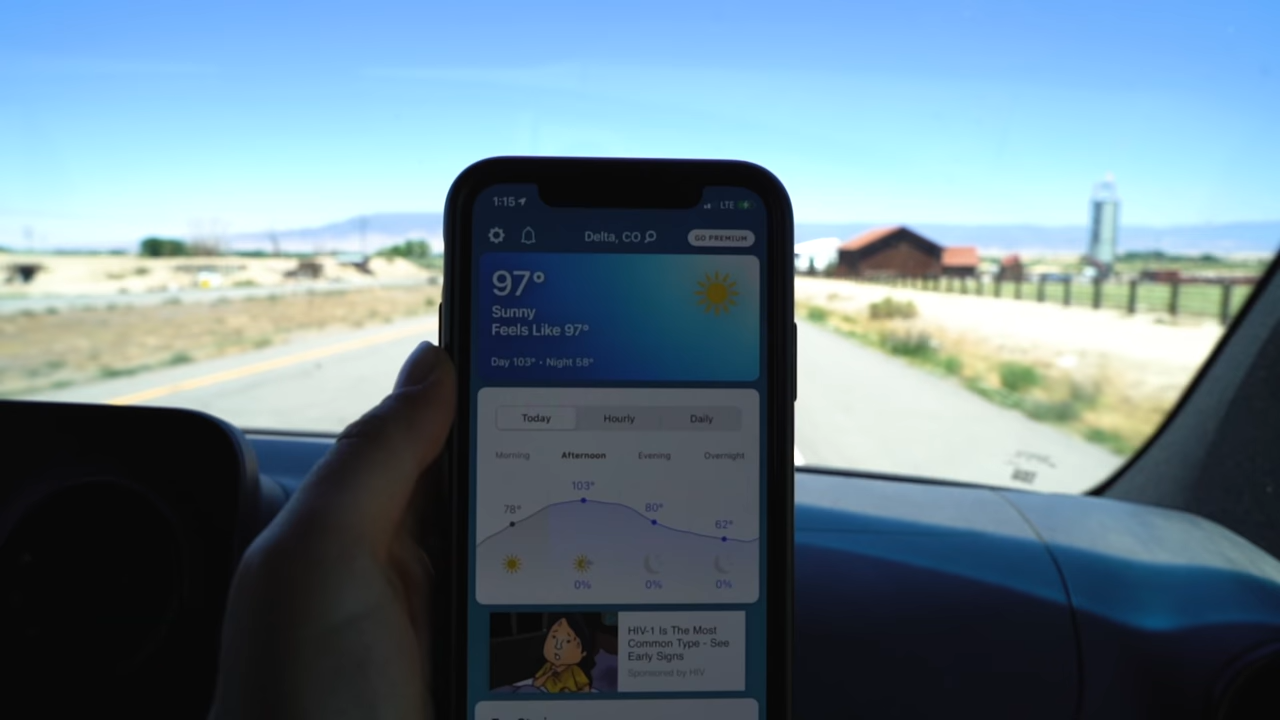 1:15
LTE
Delta, CO
GO PREMIUM
97°
Sunny
Feels Like 97°
Day 103° • Night 58°
Today Hourly Daily
Morning Afternoon Evening Overnight
78° 103° 80° 62°
0% 0% 0%
HIV-1 Is The Most
Common Type - See
Early Signs
Sponsored by HIV